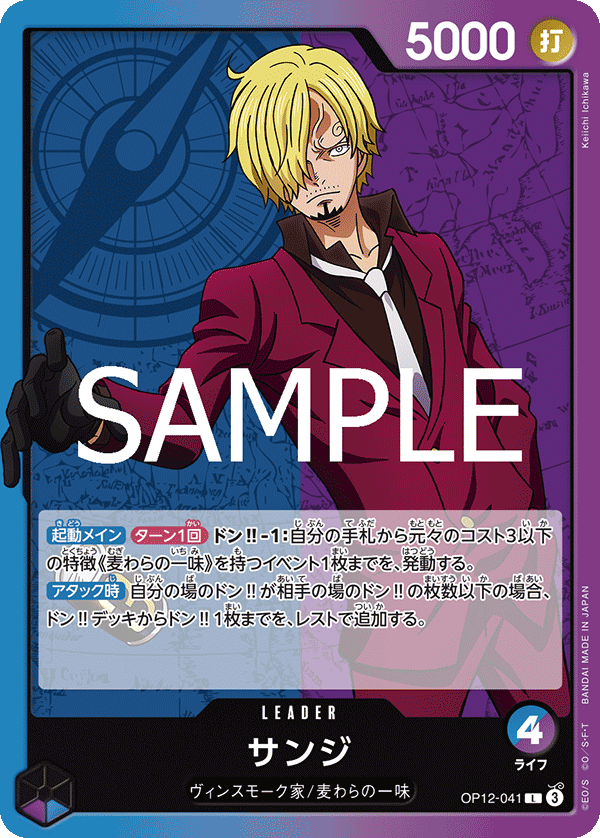 5000 打
Keiichi Ichikawa
SAMPLE
起動メイン ターン1回 ドン!!-1:自分の手札から元々のコスト3以下
の特徴《麦わらの一味》を持つイベント1枚までを、発動する。
アタック時 自分の場のドン!!が相手の場のドン!!の枚数以下の場合、
ドン!!デッキからドン!!1枚までを、レストで追加する。
LEADER
サンジ
4
ライフ
ヴィンスモーク家/麦わらの一味
OP12-041 L 3
©E.O/S ©O/S・F・T BANDAI MADE IN JAPAN